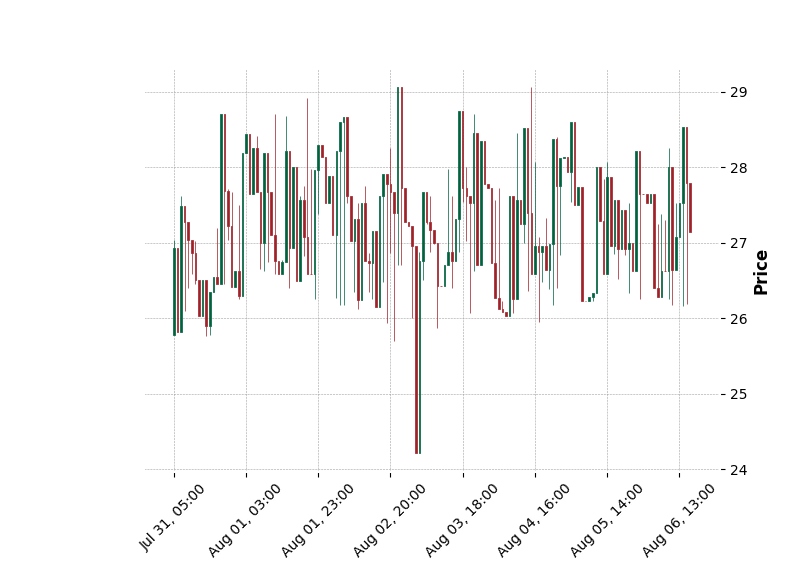 29
28
27
26
25
24
Price
Jul 31, 05:00
Aug 01, 03:00
Aug 01, 23:00
Aug 02, 20:00
Aug 03, 18:00
Aug 04, 16:00
Aug 05, 14:00
Aug 06, 13:00